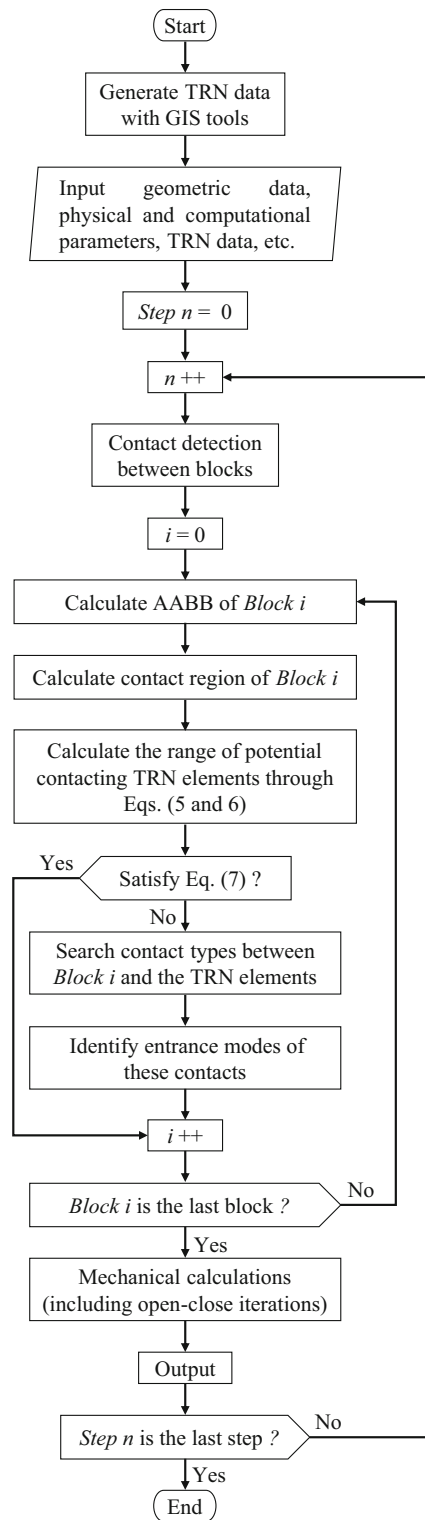 Start
Generate TRN data
with GIS tools
Input geometric data,
physical and computational
parameters, TRN data, etc.
Step n = 0
n ++
Contact detection
between blocks
i = 0
Calculate AABB of Block i
Calculate contact region of Block i
Calculate the range of potential
contacting TRN elements through
Eqs. (5 and 6)
Yes
Satisfy Eq. (7) ?
No
Search contact types between
Block i and the TRN elements
Identify entrance modes of
these contacts
i ++
Block i is the last block ?
No
Yes
Mechanical calculations
(including open-close iterations)
Output
Step n is the last step ?
No
Yes
End